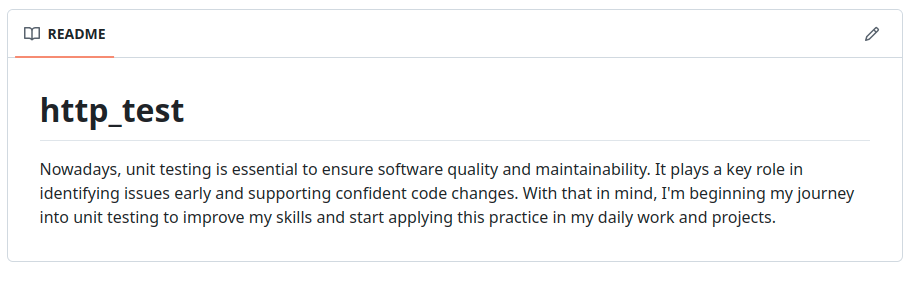 README
http_test
Nowadays, unit testing is essential to ensure software quality and maintainability. It plays a key role in
identifying issues early and supporting confident code changes. With that in mind, I'm beginning my journey
into unit testing to improve my skills and start applying this practice in my daily work and projects.